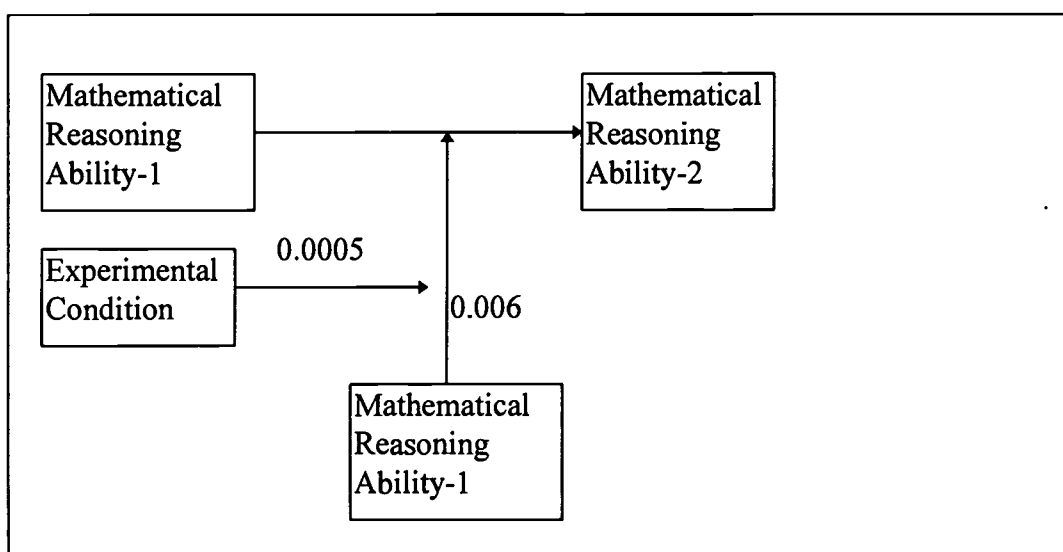 Mathematical
Reasoning
Ability-1
Mathematical
Reasoning
Ability-2
0.0005
Experimental
Condition
0.006
Mathematical
Reasoning
Ability-1